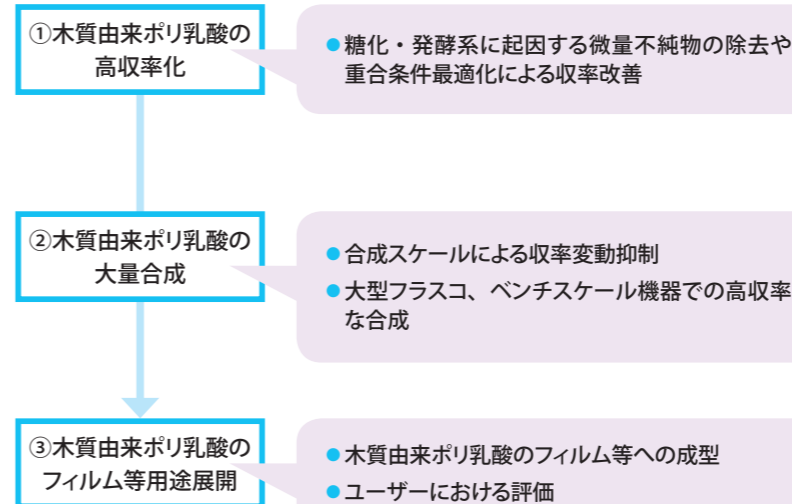 ①木質由来ポリ乳酸の
高収率化
●糖化・発酵系に起因する微量不純物の除去や
重合条件最適化による収率改善
②木質由来ポリ乳酸の
大量合成
●合成スケールによる収率変動抑制
●大型フラスコ、ベンチスケール機器での高収率
な合成
③木質由来ポリ乳酸の
フィルム等用途展開
●木質由来ポリ乳酸のフィルム等への成型
●ユーザーにおける評価